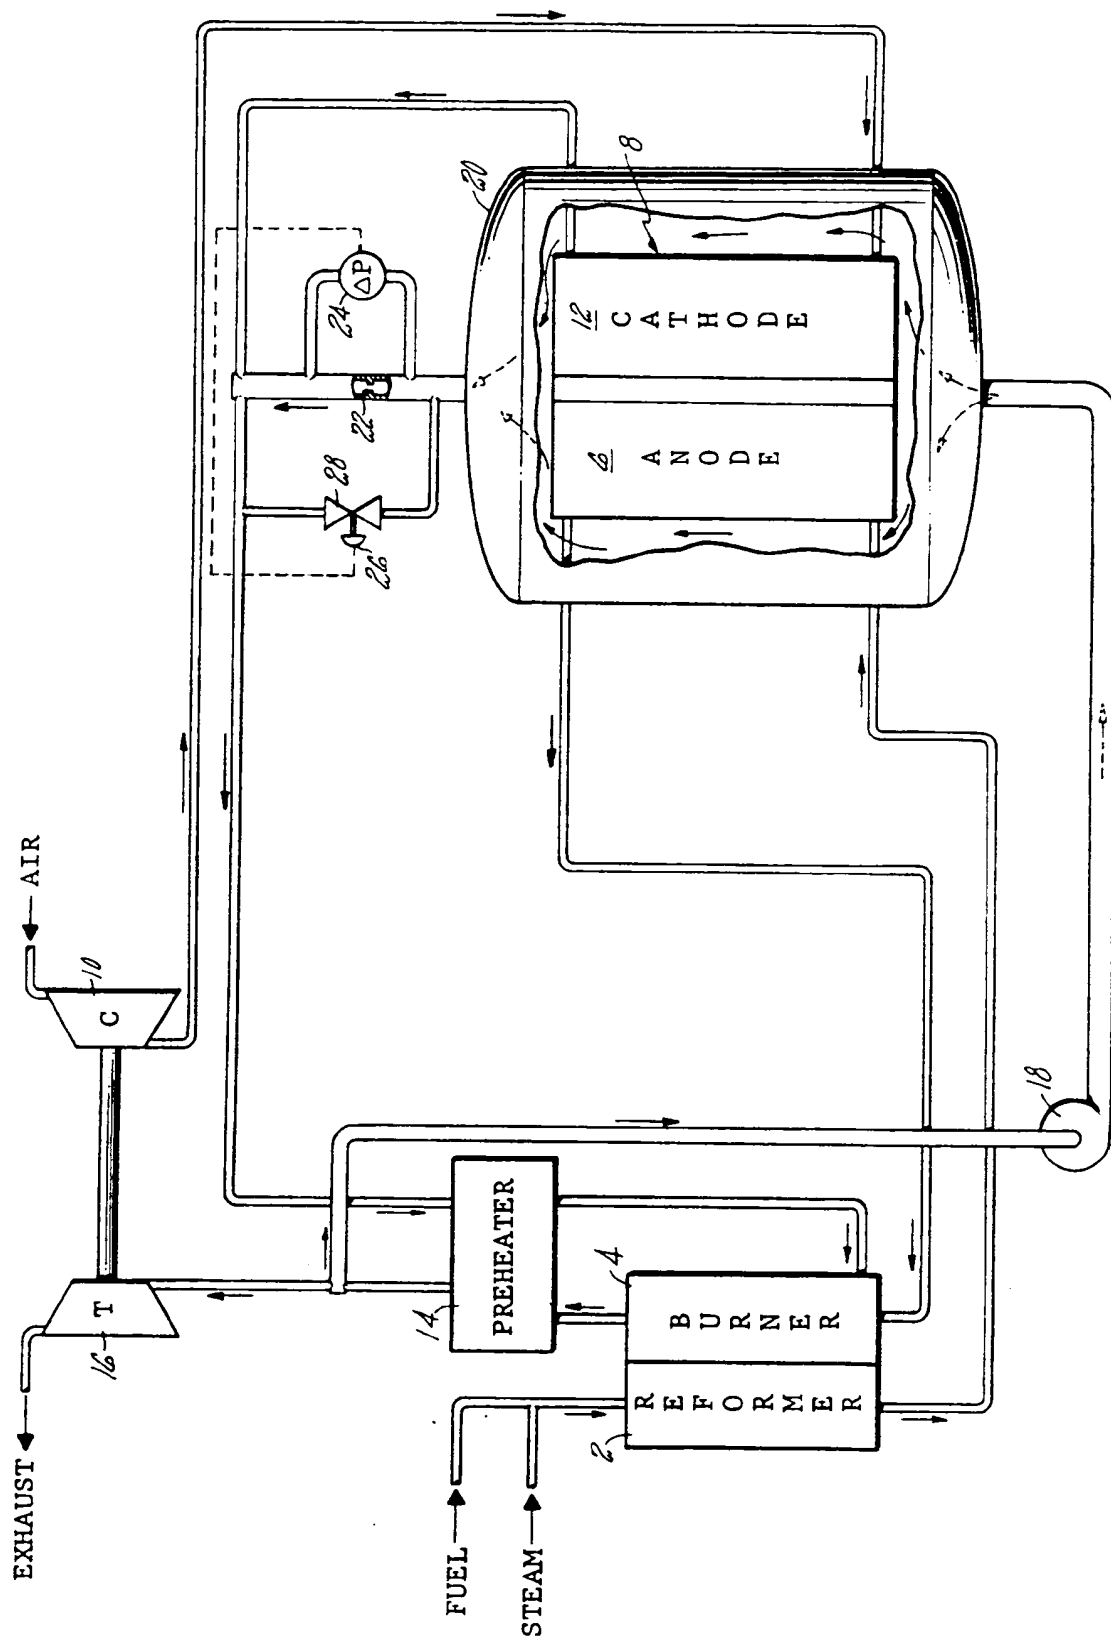 EXHAUST
AIR
T
16
C
10
FUEL
STEAM
14
PREHEATER
2
REFORMER
4
BURNER
18
20
8
6
ANODE
12
CATHODE
22
24
ΔP
26
28